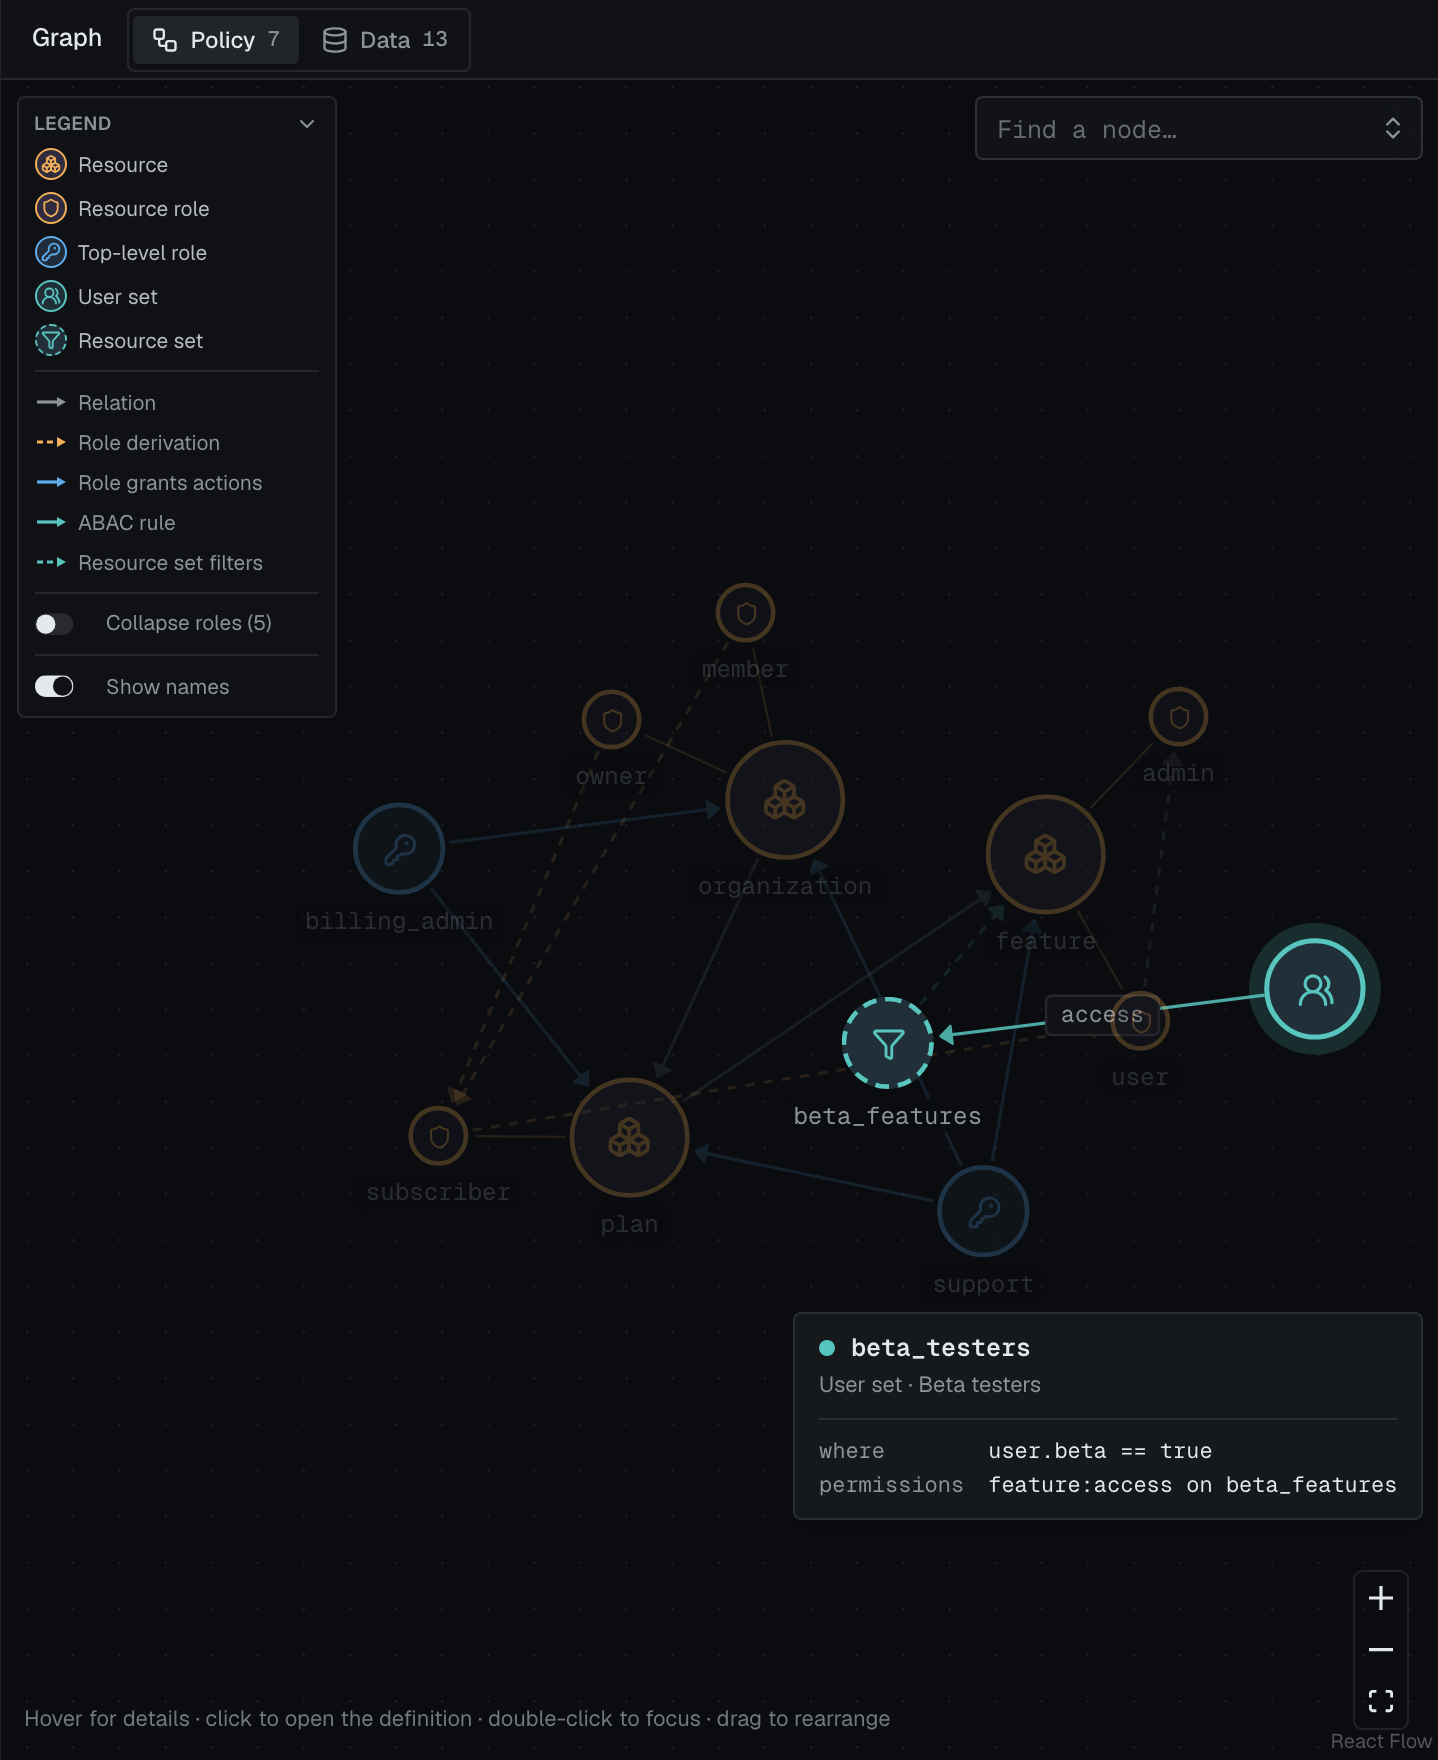 Graph
Policy 7
Data 13
LEGEND
Find a node…
Resource
Resource role
Top-level role
User set
Resource set
Relation
Role derivation
Role grants actions
ABAC rule
Resource set filters
Collapse roles (5)
Show names
member
owner
admin
organization
billing_admin
feature
access
user
beta_features
subscriber
plan
support
beta_testers
User set · Beta testers
where user.beta == true
permissions feature:access on beta_features
Hover for details · click to open the definition · double-click to focus · drag to rearrange
React Flow